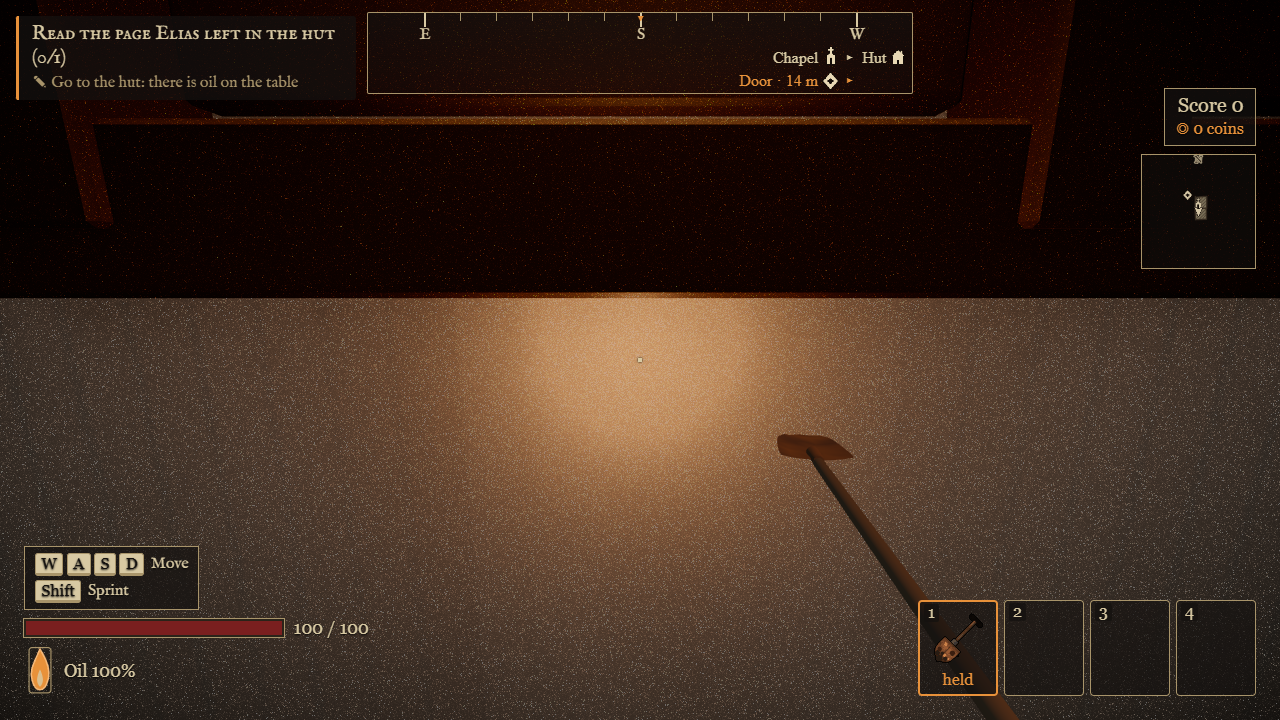 Read the page Elias left in the hut
(0/1)
Go to the hut: there is oil on the table
E S W
Chapel Hut
Door · 14 m
Score 0
0 coins
W A S D Move
Shift Sprint
100 / 100
Oil 100%
1 2 3 4
held